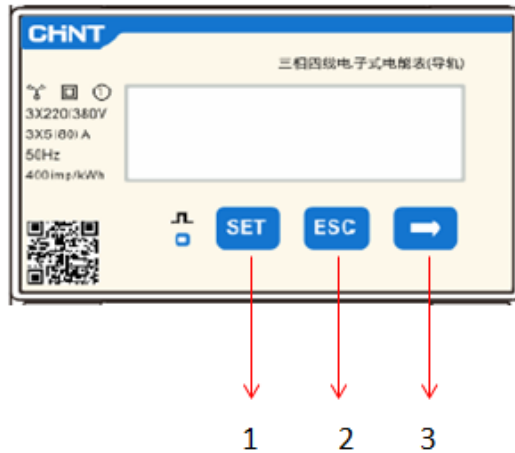 CHNT
三相四线电子式电能表(导轨)
3X220/380V
3X5(80)A
50Hz
400imp/kWh
SET
ESC
1
2
3